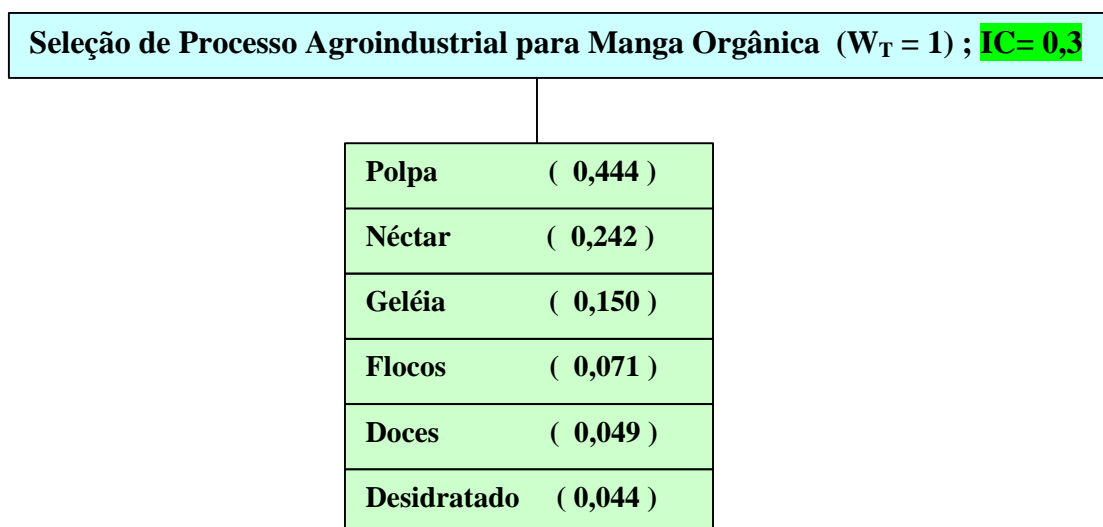 Seleção de Processo Agroindustrial para Manga Orgânica (W_T = 1) ; IC= 0,3
Polpa ( 0,444 )
Néctar ( 0,242 )
Geléia ( 0,150 )
Flocos ( 0,071 )
Doces ( 0,049 )
Desidratado ( 0,044 )